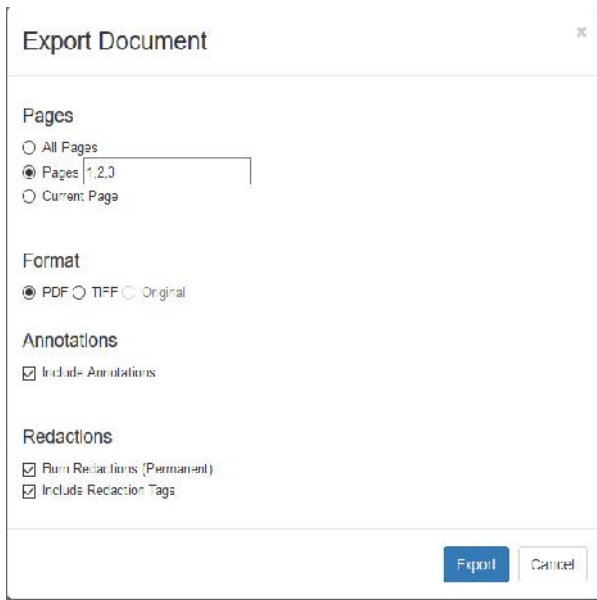 Export Document
x
Pages
All Pages
Pages 1,2,3
Current Page
Format
PDF TIFF Original
Annotations
Include Annotations
Redactions
Burn Redactions (Permanent)
Include Redaction Tags
Export Cancel